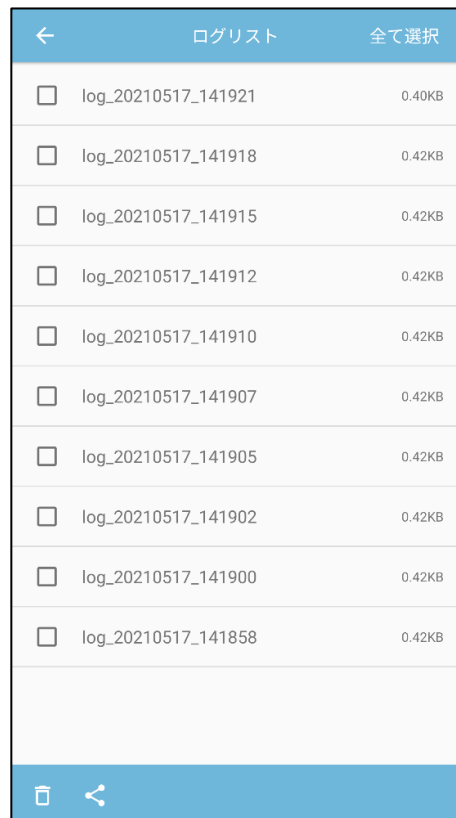 ログリスト 全て選択
log_20210517_141921 0.40KB
log_20210517_141918 0.42KB
log_20210517_141915 0.42KB
log_20210517_141912 0.42KB
log_20210517_141910 0.42KB
log_20210517_141907 0.42KB
log_20210517_141905 0.42KB
log_20210517_141902 0.42KB
log_20210517_141900 0.42KB
log_20210517_141858 0.42KB